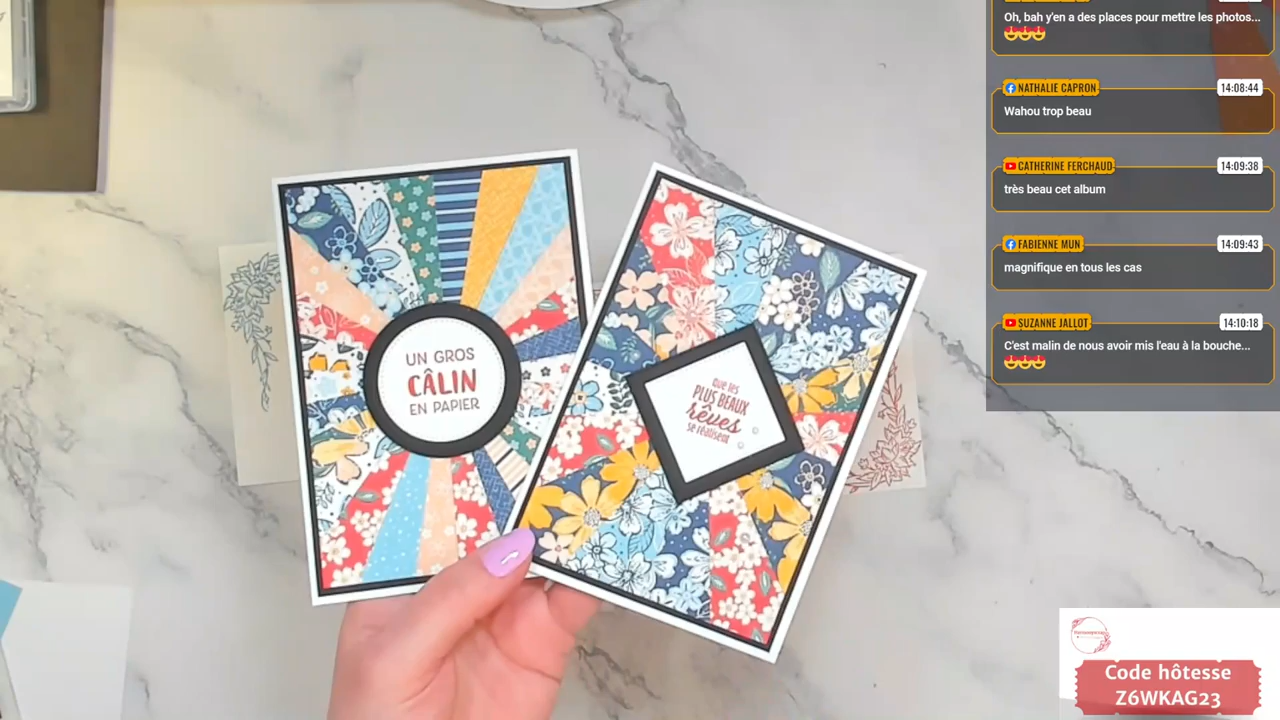 UN GROS
CÂLIN
EN PAPIER
que les
PLUS BEAUX
rêves
se réalisent
Oh, bah y'en a des places pour mettre les photos...
NATHALIE CAPRON
14:08:44
Wahou trop beau
CATHERINE FERCHAUD
14:09:38
très beau cet album
FABIENNE MUN
14:09:43
magnifique en tous les cas
SUZANNE JALLOT
14:10:18
C'est malin de nous avoir mis l'eau à la bouche...
Code hôtesse
Z6WKAG23